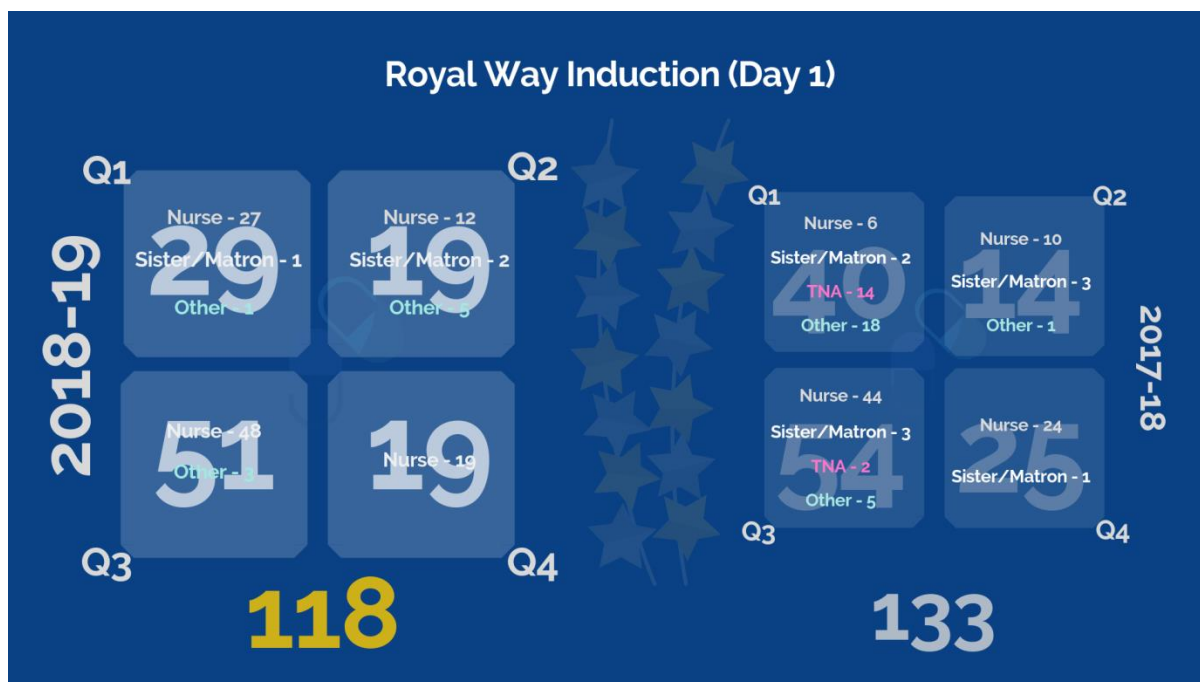 Royal Way Induction (Day 1)
2018-19
Q1
Nurse - 27
29
Sister/Matron - 1
Other - 1
Q2
Nurse - 12
19
Sister/Matron - 2
Other - 5
Q3
Nurse - 48
51
Other - 3
Q4
19
Nurse - 19
118
2017-18
Q1
Nurse - 6
40
Sister/Matron - 2
TNA - 14
Other - 18
Q2
Nurse - 10
14
Sister/Matron - 3
Other - 1
Q3
Nurse - 44
54
Sister/Matron - 3
TNA - 2
Other - 5
Q4
Nurse - 24
25
Sister/Matron - 1
133